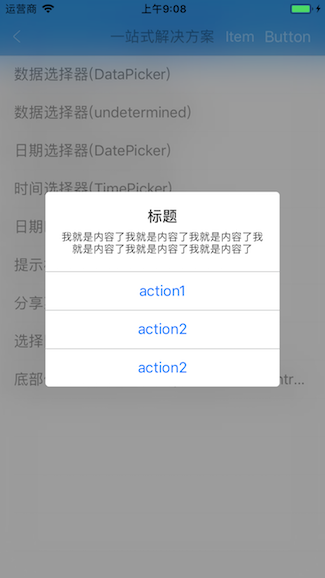 运营商 上午9:08
一站式解决方案 Item Button
数据选择器(DataPicker)
数据选择器(undetermined)
日期选择器(DatePicker)
时间选择器(TimePicker)
日期
标题
我就是内容了我就是内容了我就是内容了我
就是内容了我就是内容了我就是内容了
提示
action1
分享
action2
选择
action2
底部 ntr...